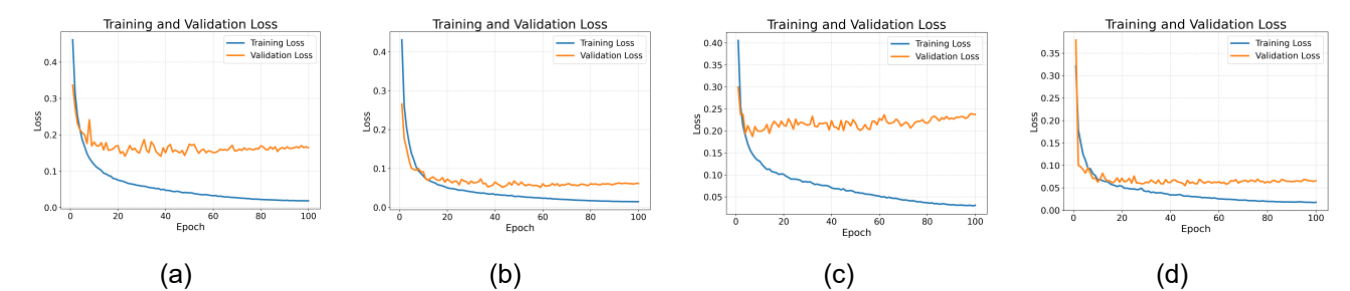 Training and Validation Loss
Training Loss
Validation Loss
0.4
0.3
0.2
0.1
0.0
Loss
0
20
40
60
80
100
Epoch
(a)
Training and Validation Loss
Training Loss
Validation Loss
0.4
0.3
0.2
0.1
0.0
Loss
0
20
40
60
80
100
Epoch
(b)
Training and Validation Loss
Training Loss
Validation Loss
0.40
0.35
0.30
0.25
0.20
0.15
0.10
0.05
Loss
0
20
40
60
80
100
Epoch
(c)
Training and Validation Loss
Training Loss
Validation Loss
0.35
0.30
0.25
0.20
0.15
0.10
0.05
0.00
Loss
0
20
40
60
80
100
Epoch
(d)